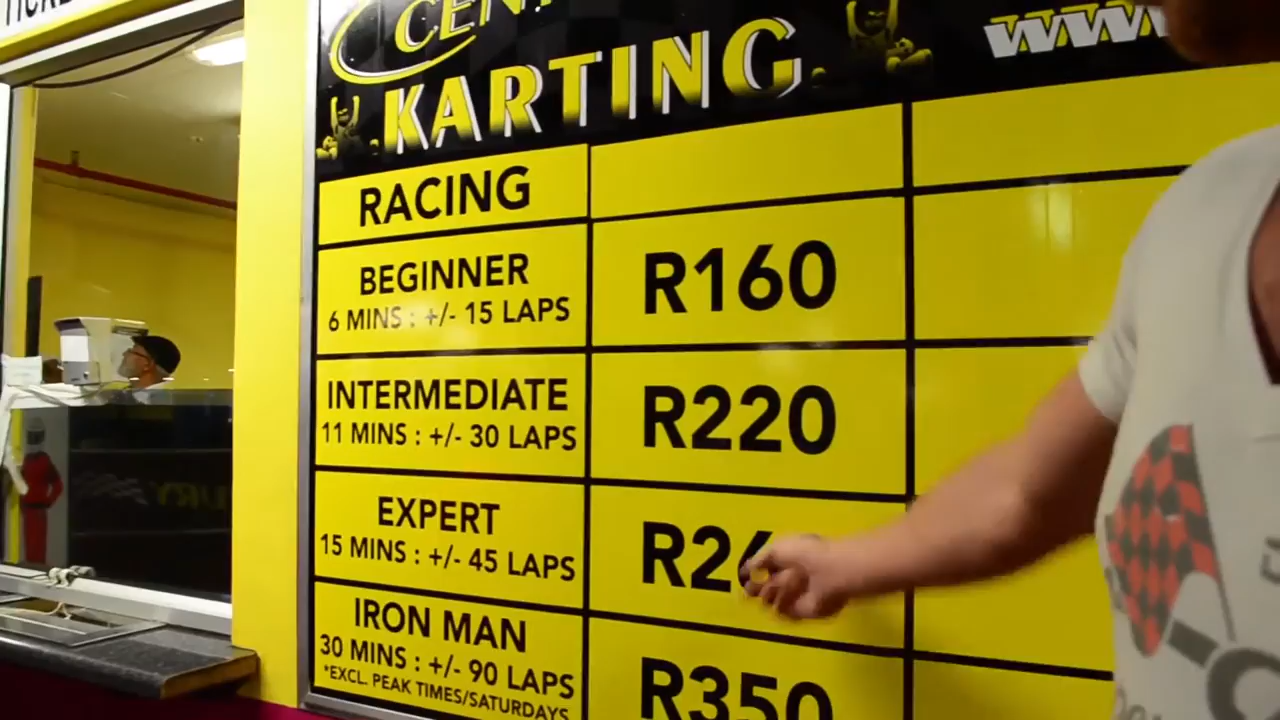 KARTING
www.
RACING
BEGINNER
6 MINS : +/- 15 LAPS
R160
INTERMEDIATE
11 MINS : +/- 30 LAPS
R220
EXPERT
15 MINS : +/- 45 LAPS
IRON MAN
30 MINS : +/- 90 LAPS
*EXCL. PEAK TIMES/SATURDAYS
R350